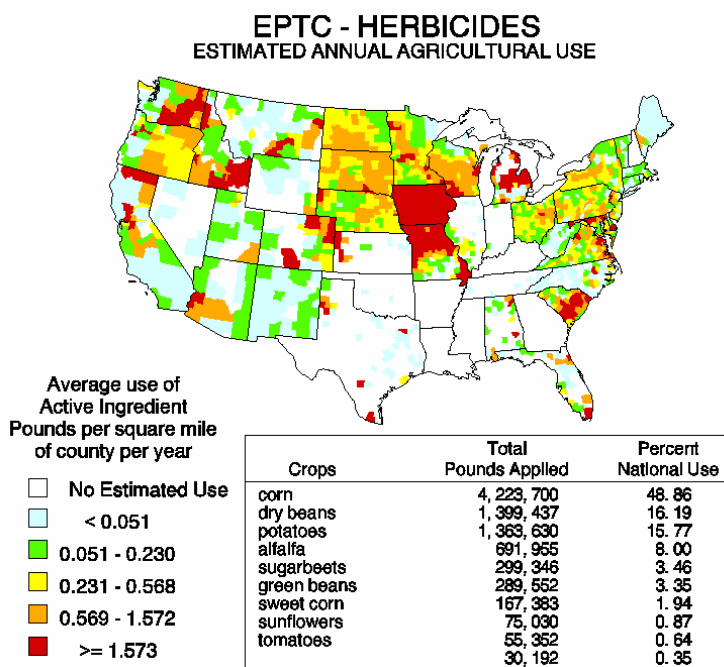 EPTC - HERBICIDES
ESTIMATED ANNUAL AGRICULTURAL USE
Average use of
Active Ingredient
Pounds per square mile
of county per year
No Estimated Use
< 0.051
0.051 - 0.230
0.231 - 0.568
0.569 - 1.572
>= 1.573
Total Percent
Crops Pounds Applied National Use
corn 4, 223, 700 48. 86
dry beans 1, 399, 437 16. 19
potatoes 1, 363, 630 15. 77
alfalfa 691, 955 8. 00
sugarbeets 299, 346 3. 46
green beans 289, 552 3. 35
sweet corn 167, 383 1. 94
sunflowers 75, 030 0. 87
tomatoes 55, 352 0. 64
30, 192 0. 35